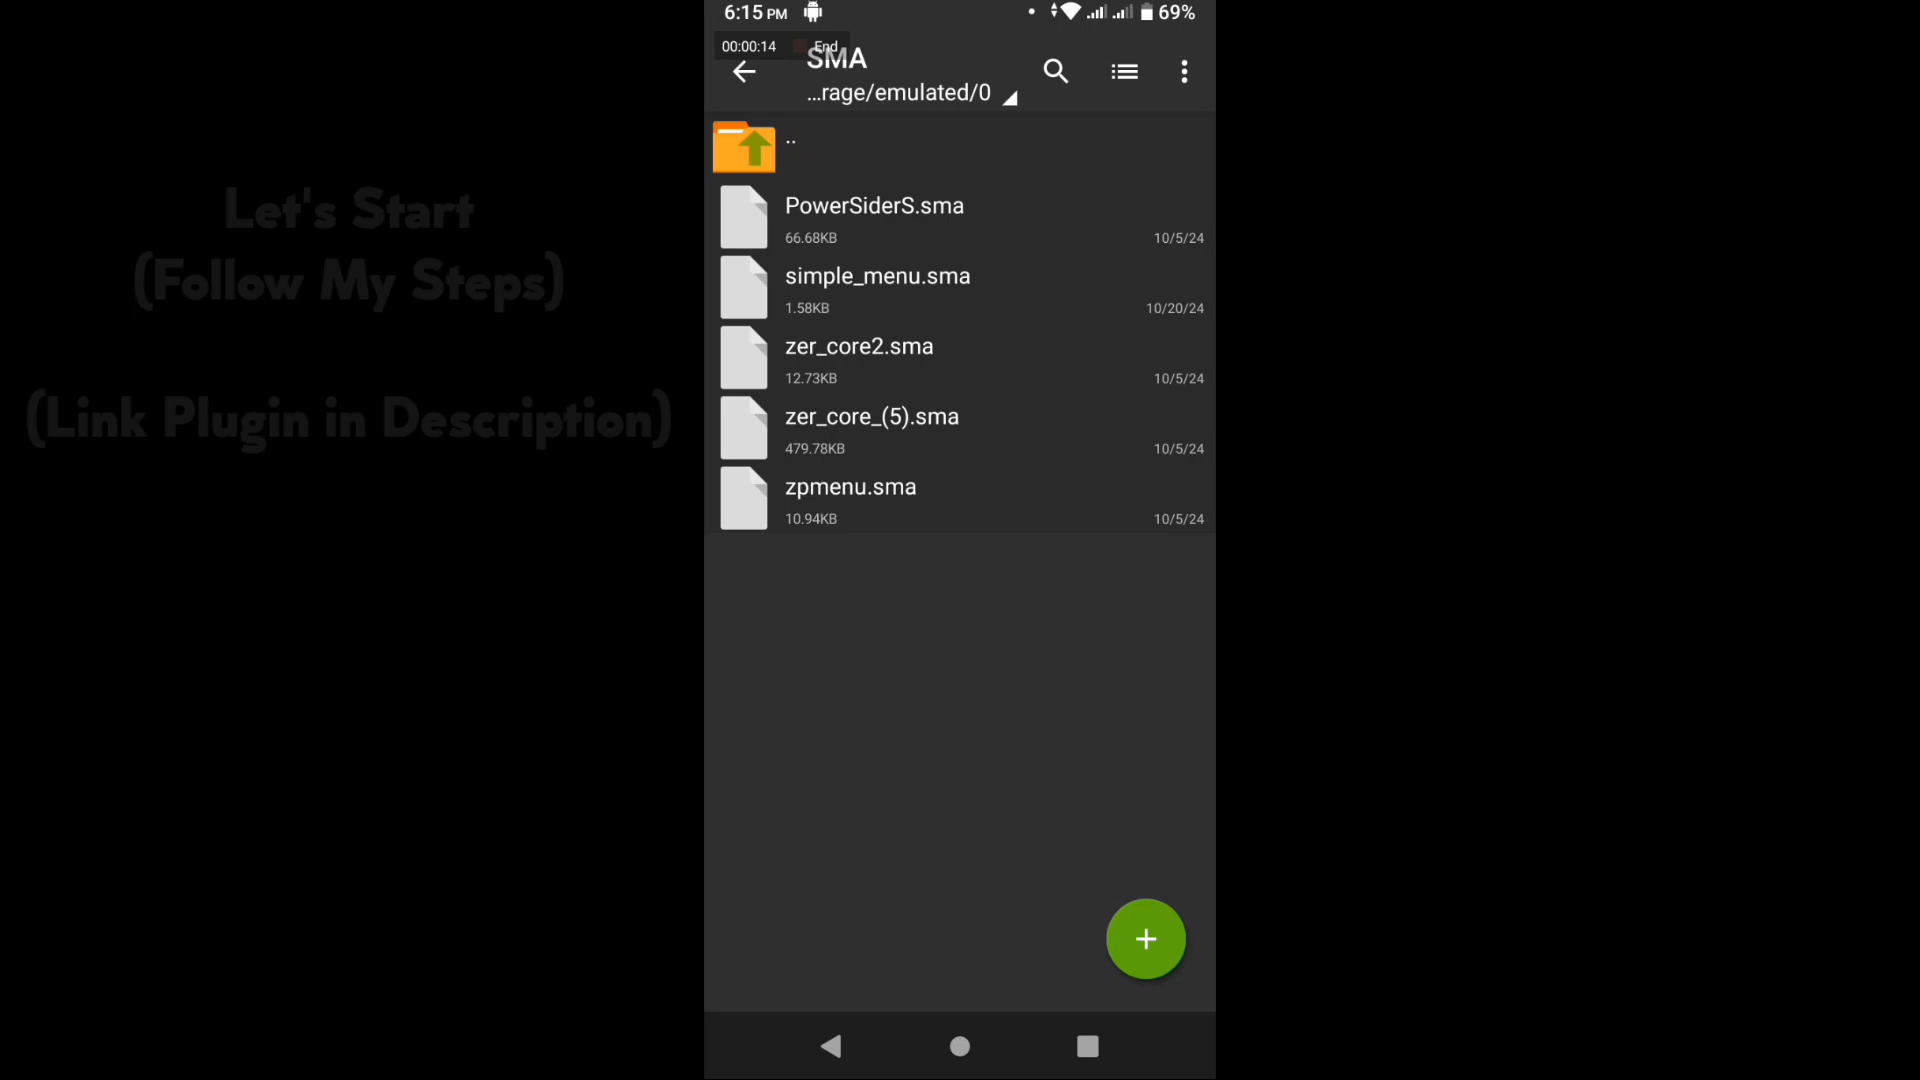 6:15 PM
69%
00:00:14 End
SMA
...rage/emulated/0
..
PowerSiderS.sma
66.68KB 10/5/24
simple_menu.sma
1.58KB 10/20/24
zer_core2.sma
12.73KB 10/5/24
zer_core_(5).sma
479.78KB 10/5/24
zpmenu.sma
10.94KB 10/5/24
Let's Start
(Follow My Steps)
(Link Plugin in Description)